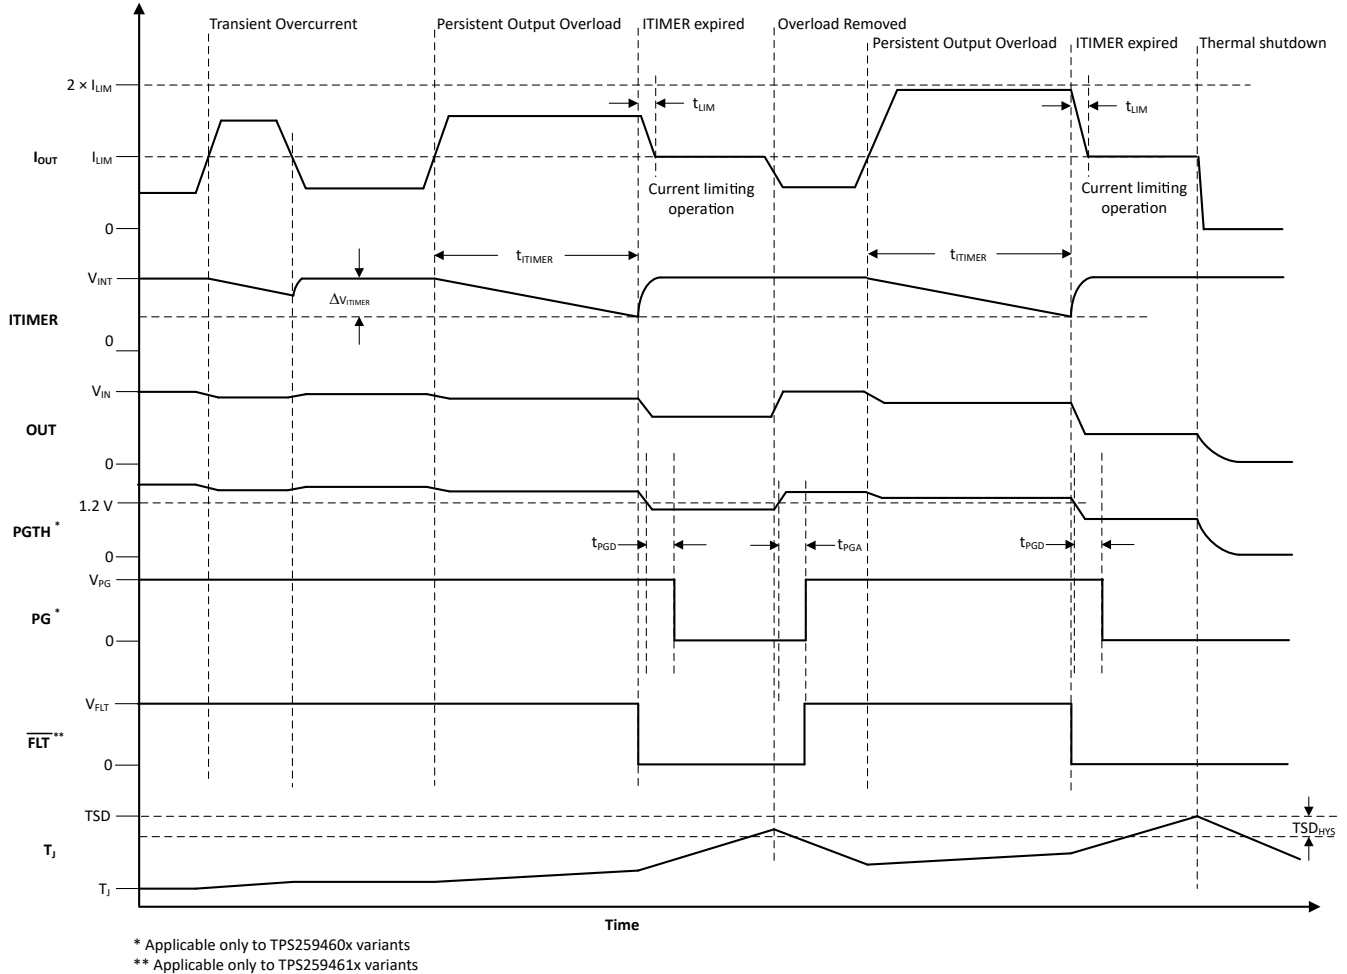 Transient Overcurrent
Persistent Output Overload
ITIMER expired
Overload Removed
Persistent Output Overload
ITIMER expired
Thermal shutdown
2 × ILIM
tLIM
tLIM
IOUT
ILIM
Current limiting
operation
Current limiting
operation
0
VINT
tITIMER
tITIMER
ΔVITIMER
ITIMER
0
VIN
OUT
0
1.2 V
PGTH *
tPGD
tPGA
tPGD
0
VPG
PG *
0
VFLT
FLT **
0
TSD
TSDHYS
TJ
TJ
Time
* Applicable only to TPS259460x variants
** Applicable only to TPS259461x variants